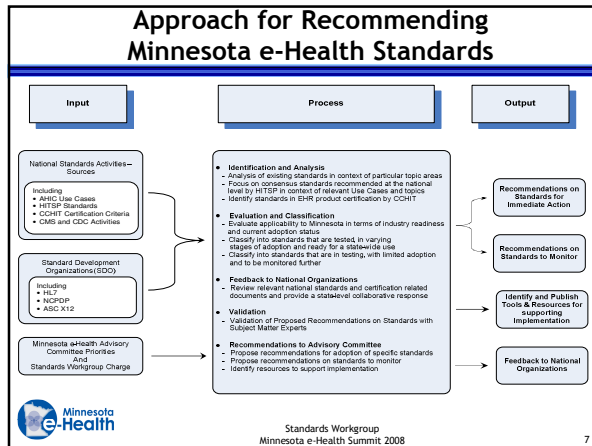 Approach for Recommending
Minnesota e-Health Standards
Input
Process
Output
National Standards Activities–
Sources
Including
• AHIC Use Cases
• HITSP Standards
• CCHIT Certification Criteria
• CMS and CDC Activities
Standard Development
Organizations (SDO)
Including
• HL7
• NCPDP
• ASC X12
Minnesota e-Health Advisory
Committee Priorities
And
Standards Workgroup Charge
• Identification and Analysis
– Analysis of existing standards in context of particular topic areas
– Focus on consensus standards recommended at the national
level by HITSP in context of relevant Use Cases and topics
– Identify standards in EHR product certification by CCHIT
• Evaluation and Classification
– Evaluate applicability to Minnesota in terms of industry readiness
and current adoption status
– Classify into standards that are tested, in varying
stages of adoption and ready for a state-wide use
– Classify into standards that are in testing, with limited adoption
and to be monitored further
• Feedback to National Organizations
– Review relevant national standards and certification related
documents and provide a state-level collaborative response
• Validation
– Validation of Proposed Recommendations on Standards with
Subject Matter Experts
• Recommendations to Advisory Committee
– Propose recommendations for adoption of specific standards
– Propose recommendations on standards to monitor
– Identify resources to support implementation
Recommendations on
Standards for
Immediate Action
Recommendations on
Standards to Monitor
Identify and Publish
Tools & Resources for
supporting
Implementation
Feedback to National
Organizations
Minnesota
e-Health
Standards Workgroup
Minnesota e-Health Summit 2008
7